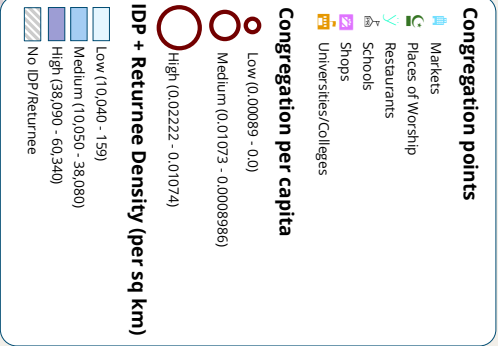 Congregation points
Markets
Places of Worship
Restaurants
Schools
Shops
Universities/Colleges
Congregation per capita
Low (0.00089 - 0.0)
Medium (0.01073 - 0.0008986)
High (0.02222 - 0.01074)
IDP + Returnee Density (per sq km)
Low (10,040 - 159)
Medium (10,050 - 38,080)
High (38,090 - 60,340)
No IDP/Returnee